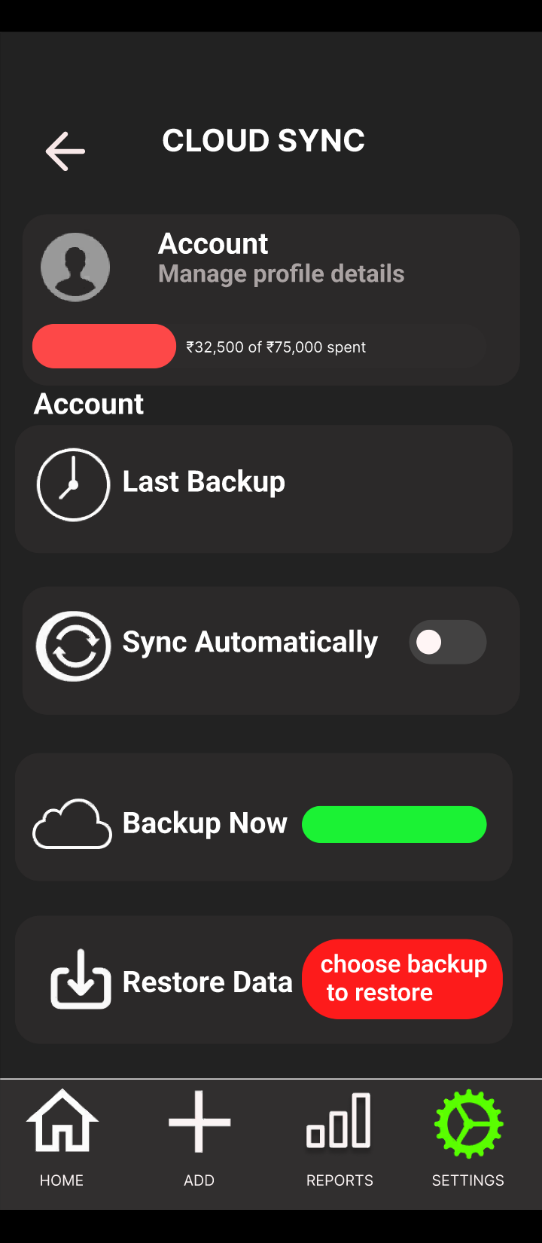 CLOUD SYNC
Account
Manage profile details
₹32,500 of ₹75,000 spent
Account
Last Backup
Sync Automatically
Backup Now
Restore Data
choose backup
to restore
HOME
ADD
REPORTS
SETTINGS